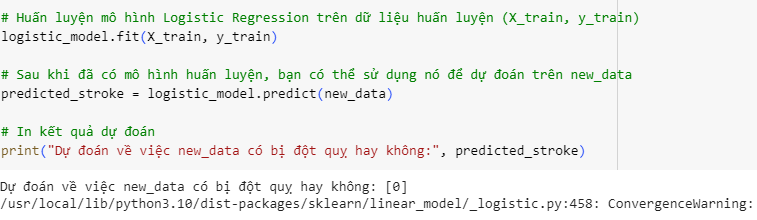 # Huấn luyện mô hình Logistic Regression trên dữ liệu huấn luyện (X_train, y_train)
logistic_model.fit(X_train, y_train)
# Sau khi đã có mô hình huấn luyện, bạn có thể sử dụng nó để dự đoán trên new_data
predicted_stroke = logistic_model.predict(new_data)
# In kết quả dự đoán
print("Dự đoán về việc new_data có bị đột quỵ hay không:", predicted_stroke)
Dự đoán về việc new_data có bị đột quỵ hay không: [0]
/usr/local/lib/python3.10/dist-packages/sklearn/linear_model/_logistic.py:458: ConvergenceWarning: